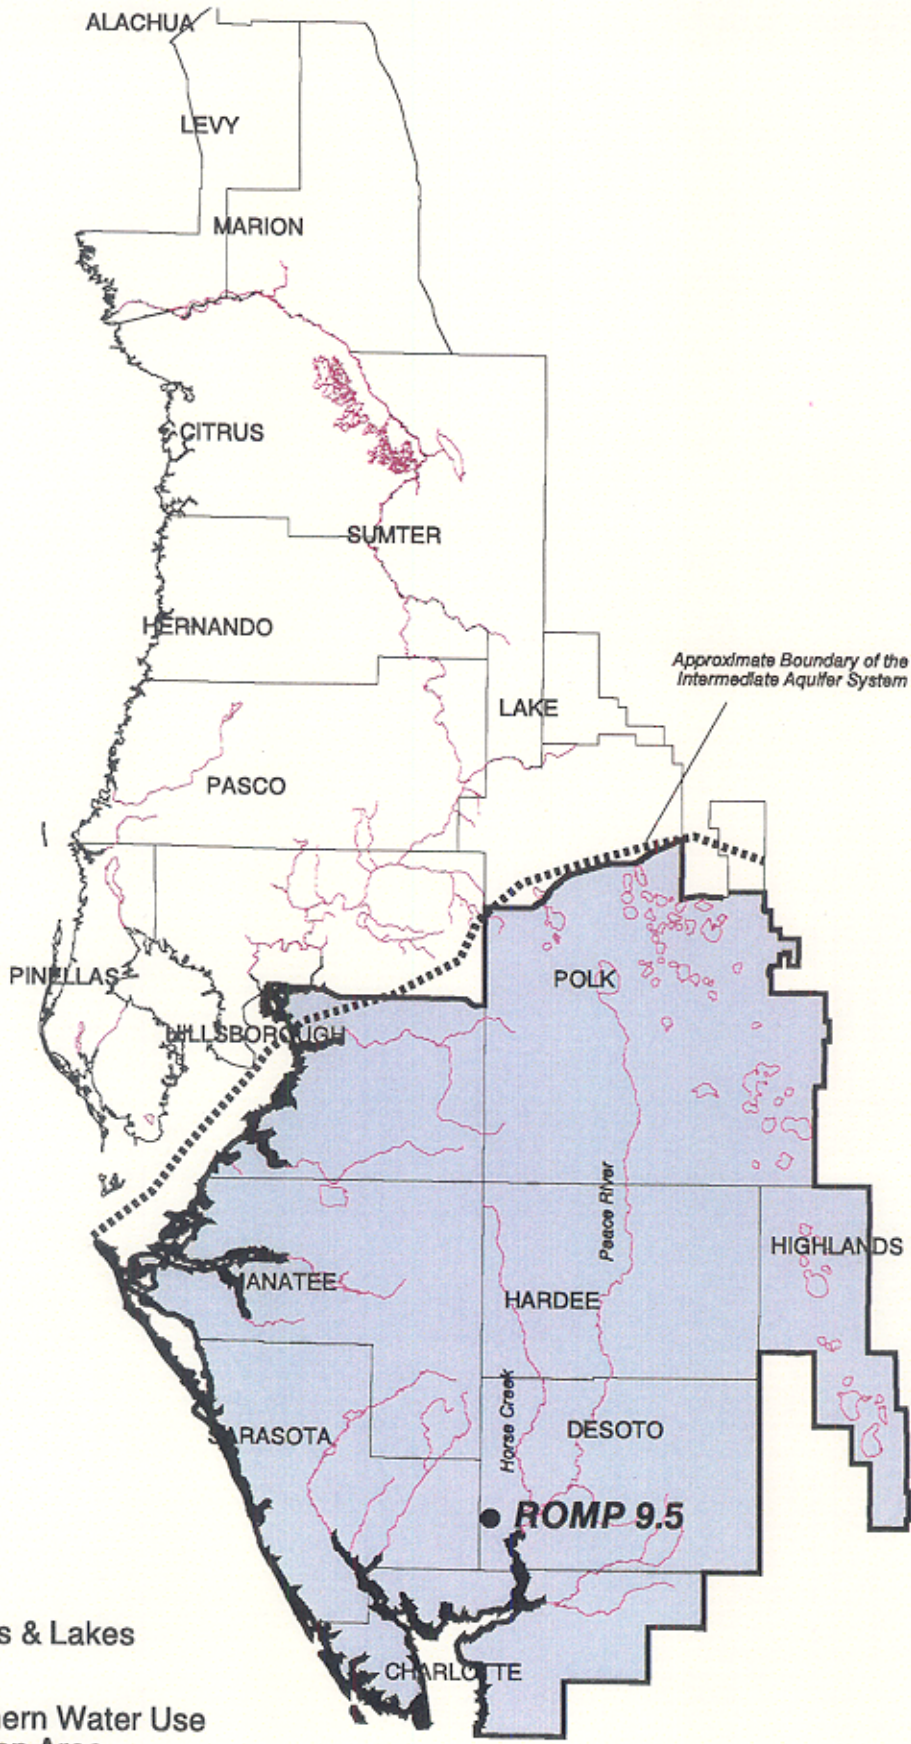 ALACHUA
LEVY
MARION
CITRUS
SUMTER
HERNANDO
Approximate Boundary of the
Intermediate Aquifer System
LAKE
PASCO
PINELLAS
POLK
HILLSBOROUGH
Peace River
HIGHLANDS
MANATEE
HARDEE
Horse Creek
SARASOTA
DESOTO
ROMP 9.5
s & Lakes
CHARLOTTE
hern Water Use